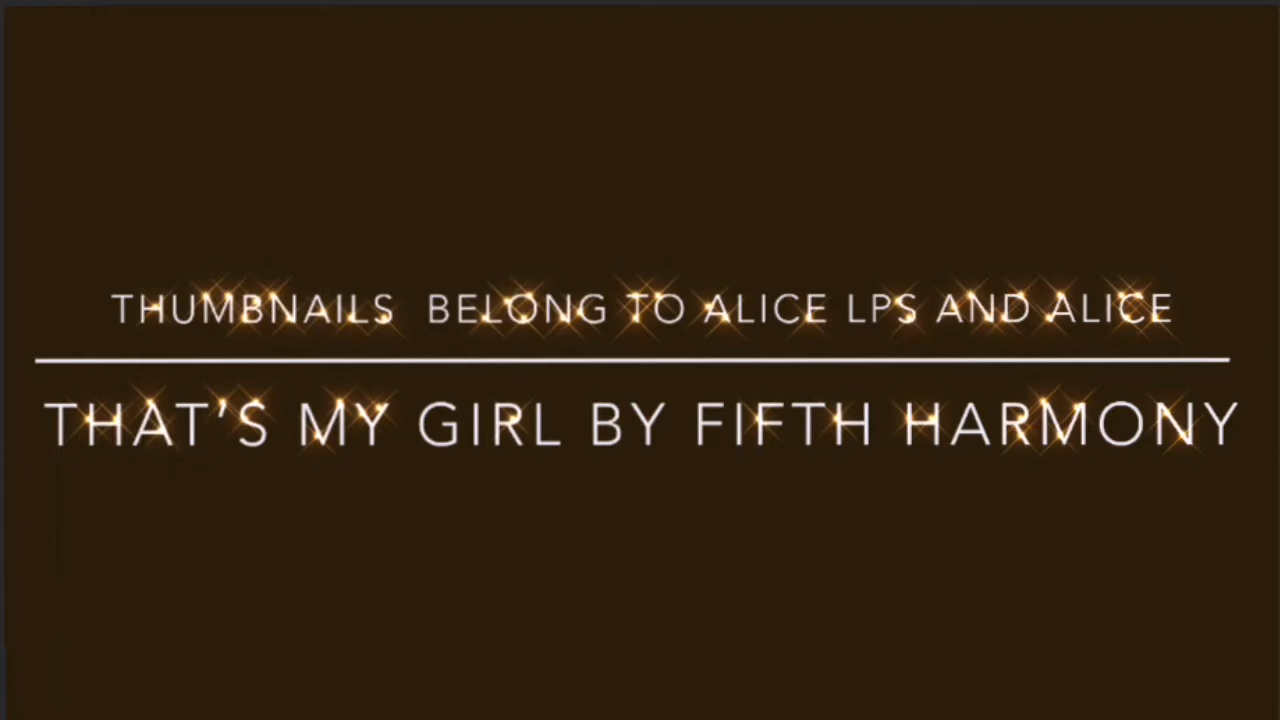 THUMBNAILS BELONG TO ALICE LPS AND ALICE
THAT'S MY GIRL BY FIFTH HARMONY